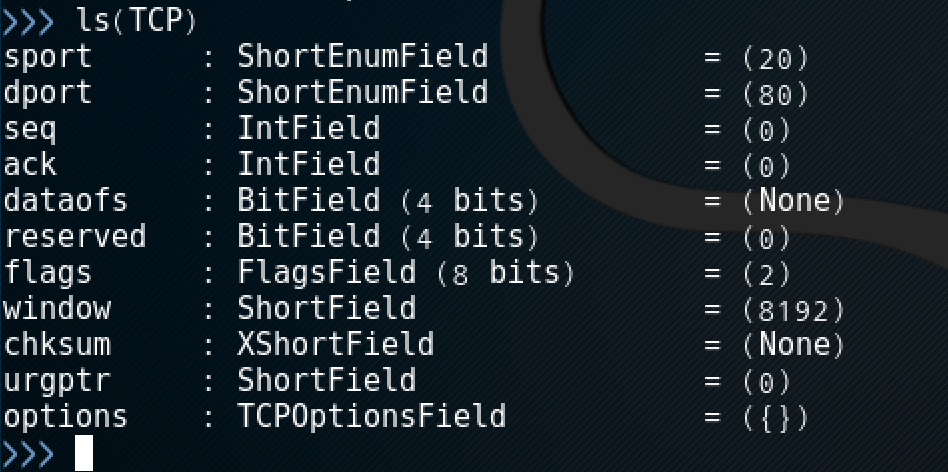 >>> ls(TCP)
sport      : ShortEnumField            = (20)
dport      : ShortEnumField            = (80)
seq        : IntField                  = (0)
ack        : IntField                  = (0)
dataofs    : BitField (4 bits)         = (None)
reserved   : BitField (4 bits)         = (0)
flags      : FlagsField (8 bits)       = (2)
window     : ShortField                = (8192)
chksum     : XShortField               = (None)
urgptr     : ShortField                = (0)
options    : TCPOptionsField           = ({})
>>>